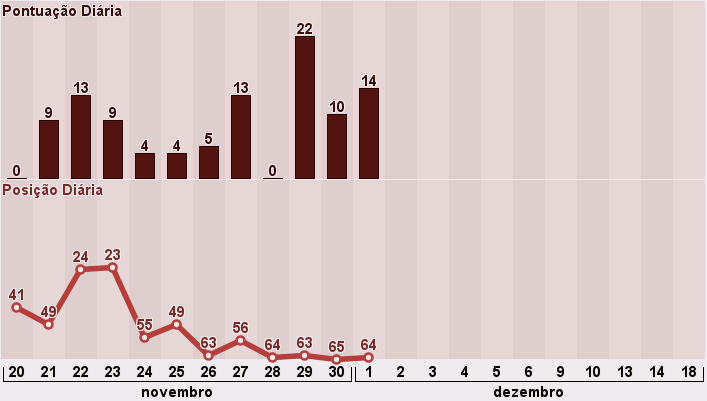 Pontuação Diária
0 9 13 9 4 4 5 13 0 22 10 14
Posição Diária
41 49 24 23 55 49 63 56 64 63 65 64
20 21 22 23 24 25 26 27 28 29 30 1 2 3 4 5 6 9 10 13 14 18
novembro dezembro